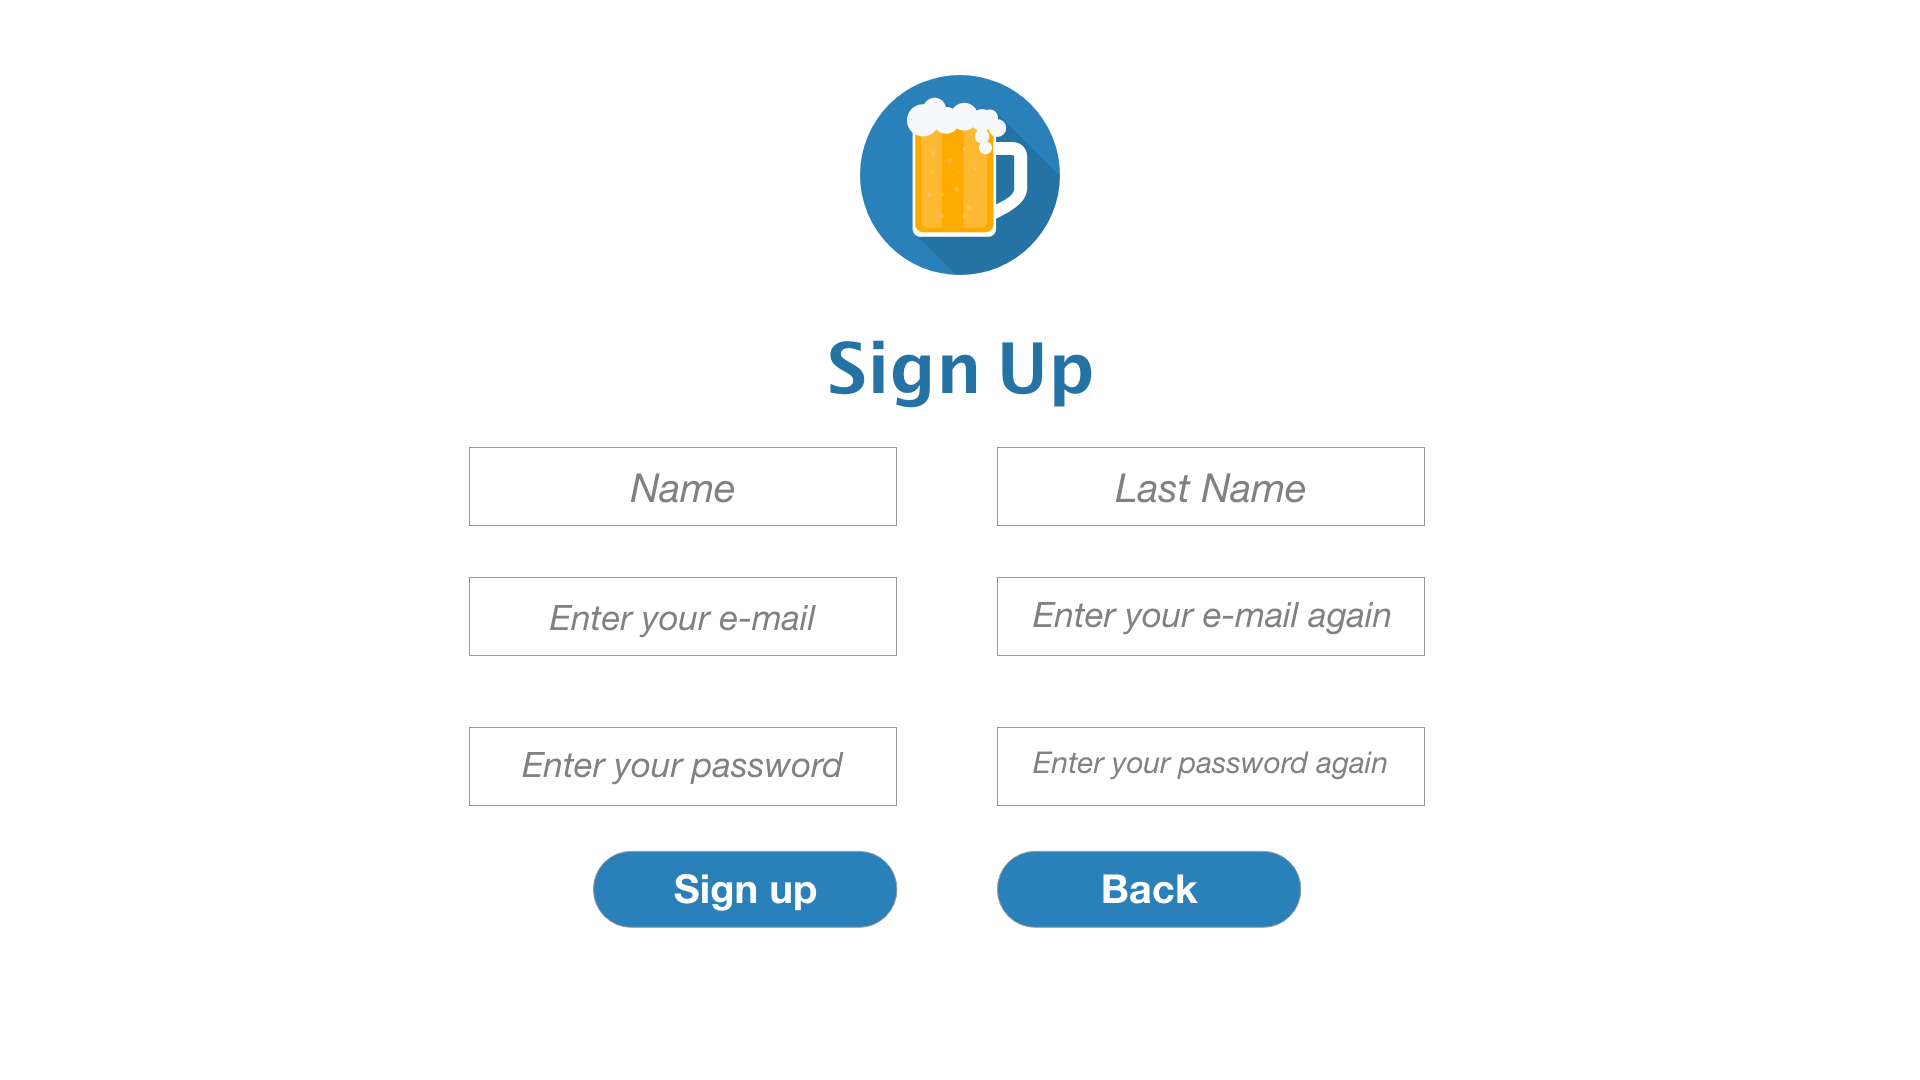 Sign Up
Name
Last Name
Enter your e-mail
Enter your e-mail again
Enter your password
Enter your password again
Sign up
Back